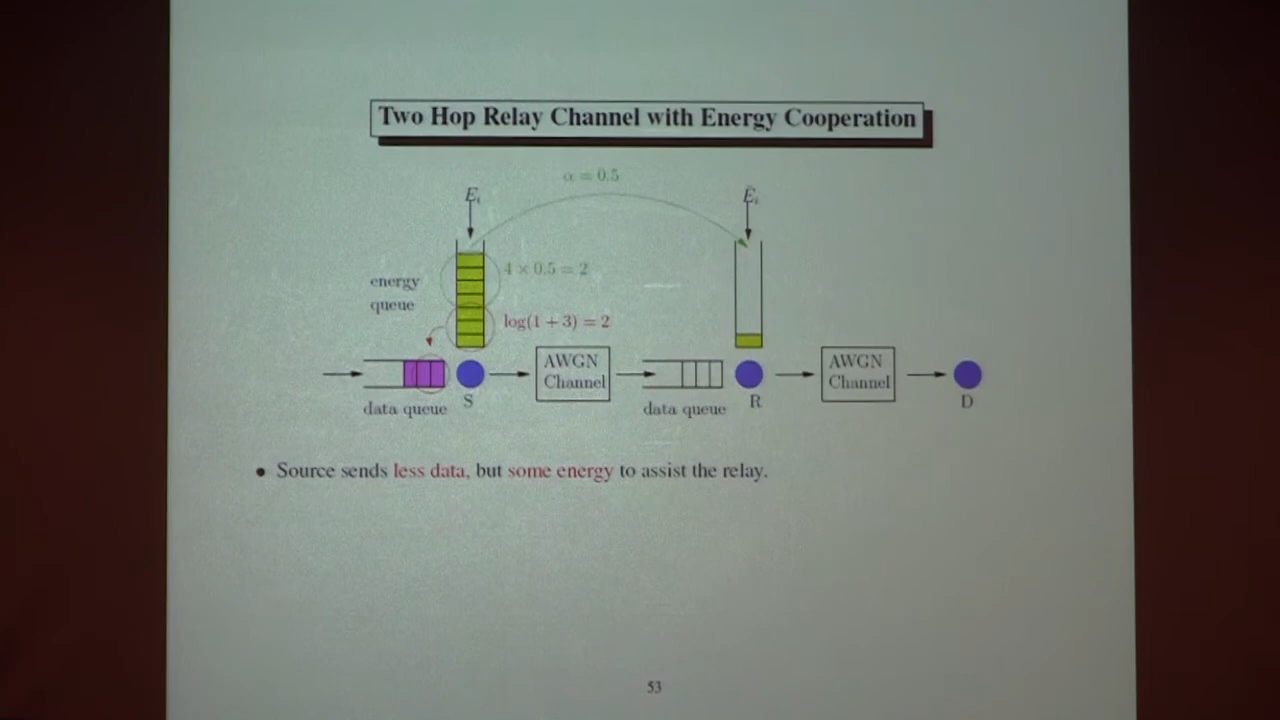 Two Hop Relay Channel with Energy Cooperation
α = 0.5
E_i
Ē_i
energy
queue
4 × 0.5 = 2
log(1 + 3) = 2
AWGN
Channel
AWGN
Channel
data queue
S
data queue
R
D
• Source sends less data, but some energy to assist the relay.
53